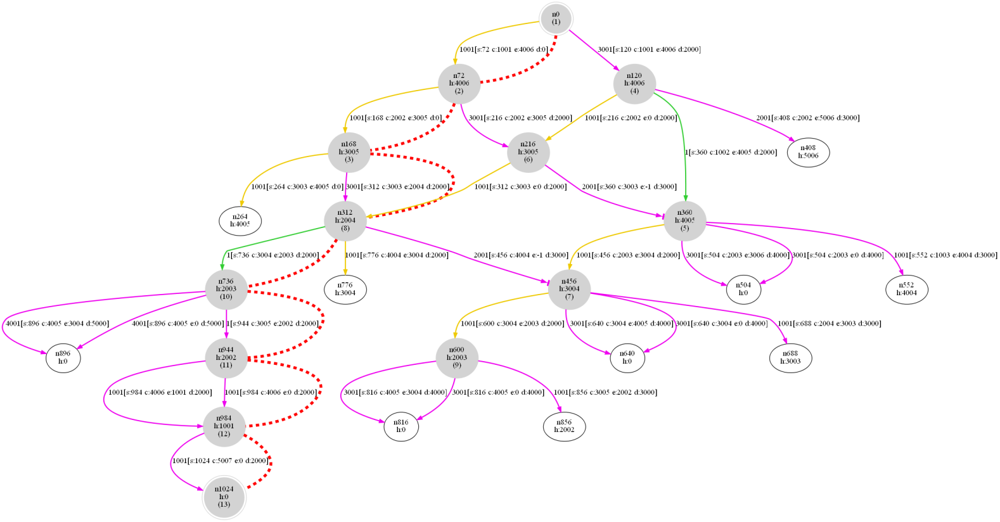 n0
(1)
1001[s:72 c:1001 e:4006 d:0]
3001[s:120 c:1001 e:4006 d:2000]
n72
h:4006
(2)
n120
h:4006
(4)
1001[s:168 c:2002 e:3005 d:0]
3001[s:216 c:2002 e:3005 d:2000]
1001[s:216 c:2002 e:0 d:2000]
2001[s:408 c:2002 e:5006 d:3000]
n168
h:3005
(3)
n216
h:3005
(6)
1[s:360 c:1002 e:4005 d:2000]
n408
h:5006
1001[s:264 c:3003 e:4005 d:0]
3001[s:312 c:3003 e:2004 d:2000]
1001[s:312 c:3003 e:0 d:2000]
2001[s:360 c:3003 e:-1 d:3000]
n264
h:4005
n312
h:2004
(8)
n360
h:4005
(5)
1[s:736 c:3004 e:2003 d:2000]
1001[s:776 c:4004 e:3004 d:2000]
2001[s:456 c:4004 e:-1 d:3000]
1001[s:456 c:2003 e:3004 d:2000]
3001[s:504 c:2003 e:3006 d:4000]
3001[s:504 c:2003 e:0 d:4000]
1001[s:552 c:1003 e:4004 d:3000]
n736
h:2003
(10)
n776
h:3004
n456
h:3004
(7)
n504
h:0
n552
h:4004
4001[s:896 c:4005 e:3004 d:5000]
4001[s:896 c:4005 e:0 d:5000]
1[s:944 c:3005 e:2002 d:2000]
1001[s:600 c:3004 e:2003 d:2000]
3001[s:640 c:3004 e:4005 d:4000]
3001[s:640 c:3004 e:0 d:4000]
1001[s:688 c:2004 e:3003 d:3000]
n896
h:0
n944
h:2002
(11)
n600
h:2003
(9)
n640
h:0
n688
h:3003
1001[s:984 c:4006 e:1001 d:2000]
1001[s:984 c:4006 e:0 d:2000]
3001[s:816 c:4005 e:3004 d:4000]
3001[s:816 c:4005 e:0 d:4000]
1001[s:856 c:3005 e:2002 d:3000]
n984
h:1001
(12)
n816
h:0
n856
h:2002
1001[s:1024 c:5007 e:0 d:2000]
n1024
h:0
(13)